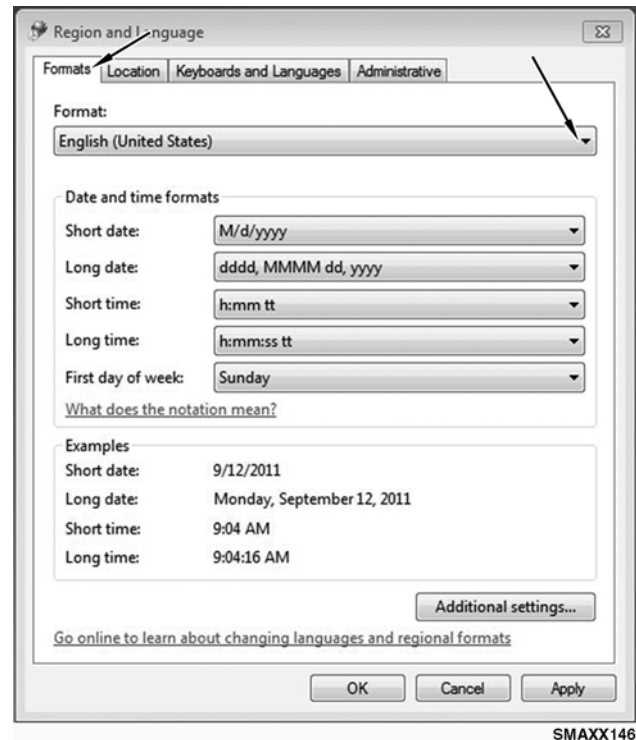 Region and Language
Formats Location Keyboards and Languages Administrative
Format:
English (United States)
Date and time formats
Short date: M/d/yyyy
Long date: dddd, MMMM dd, yyyy
Short time: h:mm tt
Long time: h:mm:ss tt
First day of week: Sunday
What does the notation mean?
Examples
Short date: 9/12/2011
Long date: Monday, September 12, 2011
Short time: 9:04 AM
Long time: 9:04:16 AM
Additional settings...
Go online to learn about changing languages and regional formats
OK Cancel Apply
SMAXX146